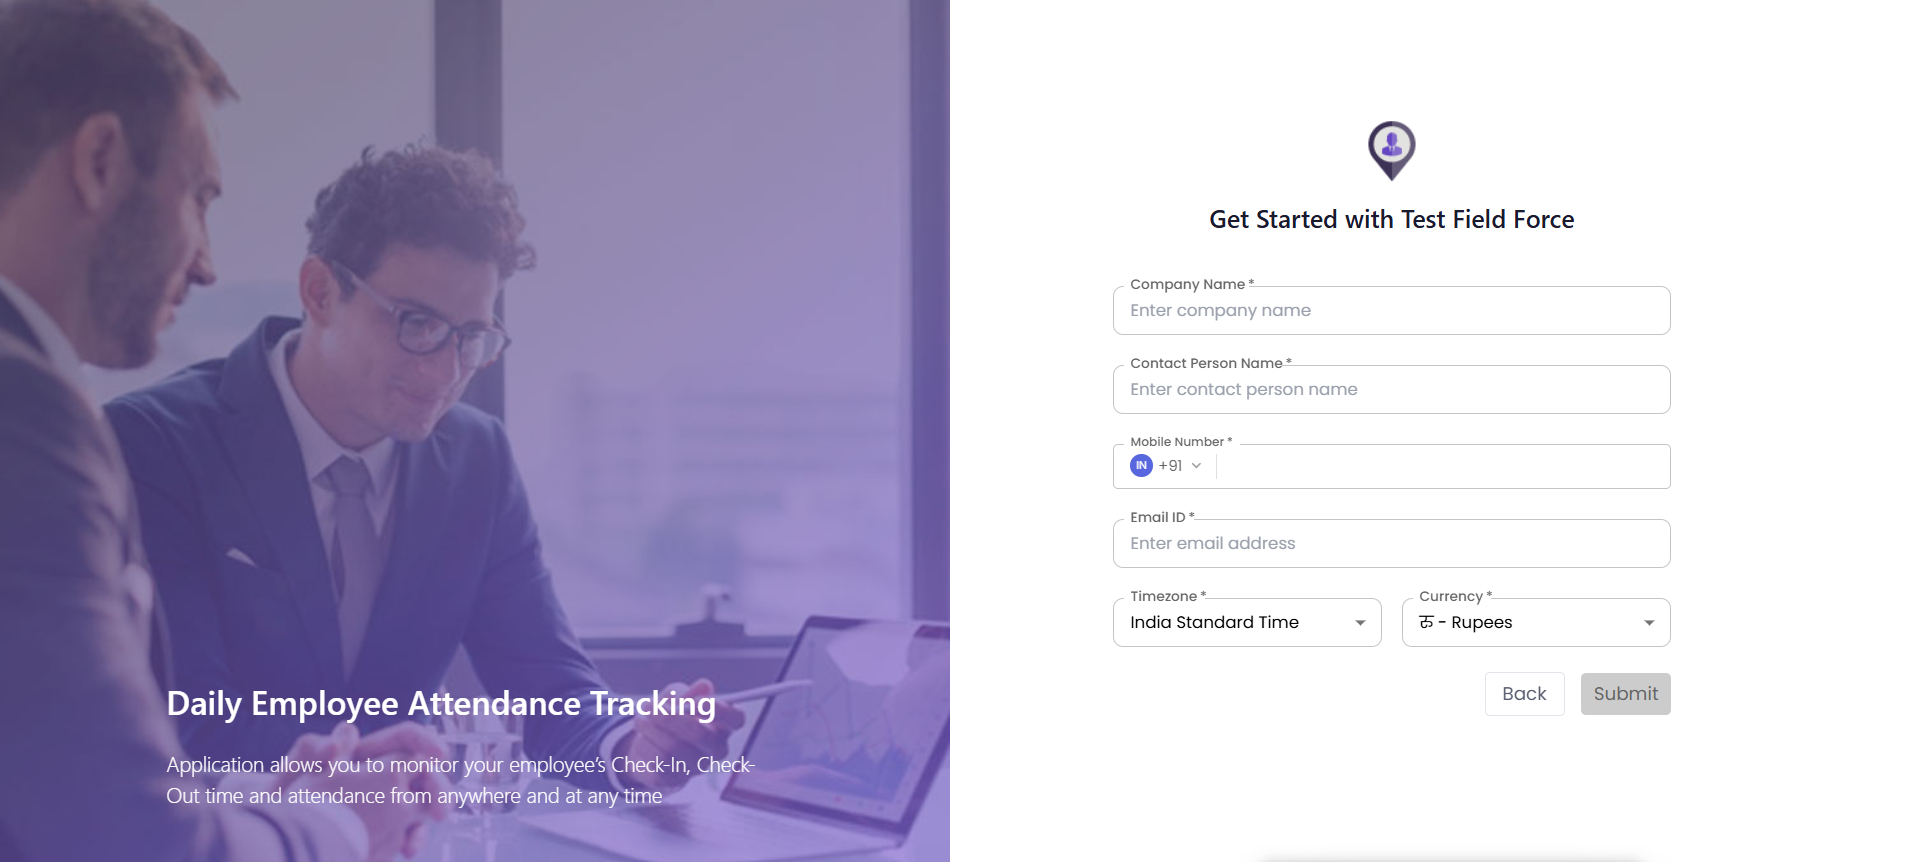 Get Started with Test Field Force
Company Name *
Enter company name
Contact Person Name *
Enter contact person name
Mobile Number *
IN +91
Email ID *
Enter email address
Timezone * Currency *
India Standard Time रु - Rupees
Back Submit
Daily Employee Attendance Tracking
Application allows you to monitor your employee’s Check-In, Check-
Out time and attendance from anywhere and at any time